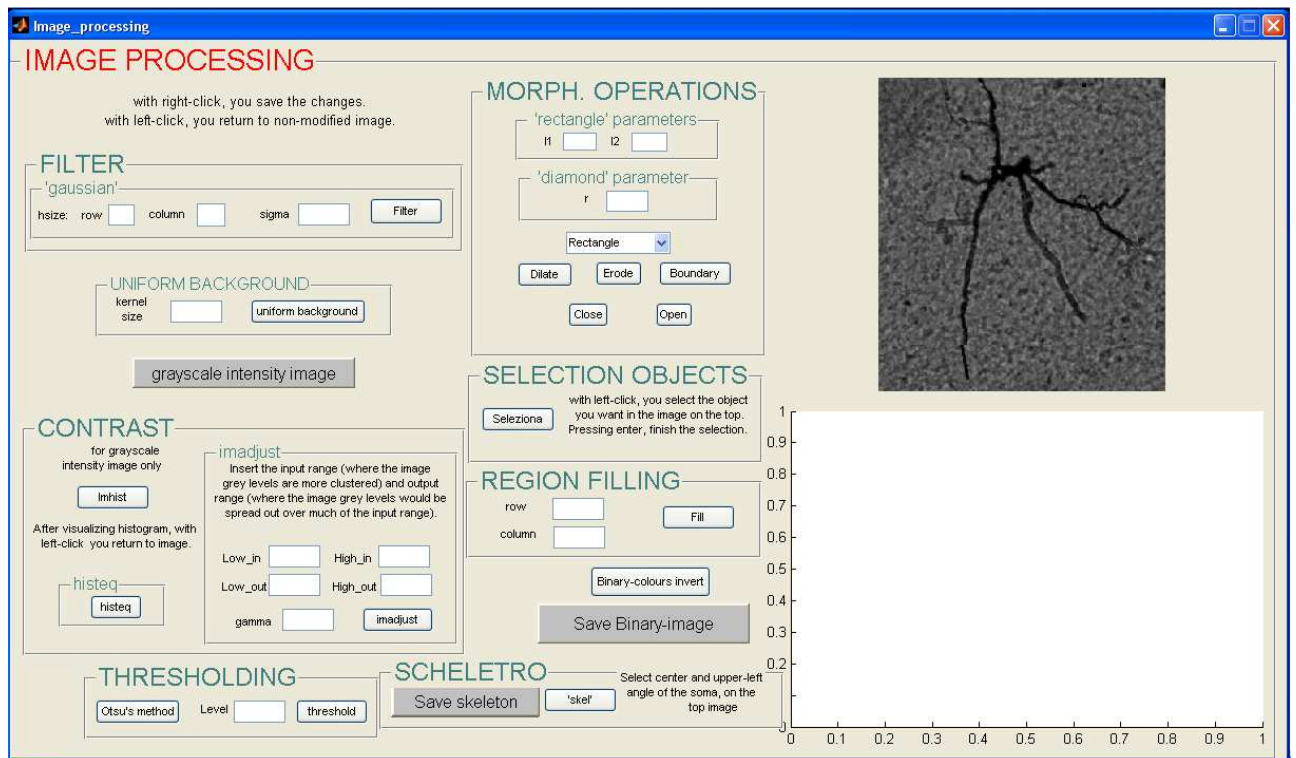 Image_processing
IMAGE PROCESSING
with right-click, you save the changes.
with left-click, you return to non-modified image.
FILTER
'gaussian'
hsize: row column sigma Filter
UNIFORM BACKGROUND
kernel
size
uniform background
grayscale intensity image
CONTRAST
for grayscale
intensity image only
Imhist
After visualizing histogram, with
left-click you return to image.
histeq
histeq
imadjust
Insert the input range (where the image
grey levels are more clustered) and output
range (where the image grey levels would be
spread out over much of the input range).
Low_in High_in
Low_out High_out
gamma imadjust
THRESHOLDING
Otsu's method Level threshold
MORPH. OPERATIONS
'rectangle' parameters
l1 l2
'diamond' parameter
r
Rectangle
Dilate Erode Boundary
Close Open
SELECTION OBJECTS
Seleziona
with left-click, you select the object
you want in the image on the top.
Pressing enter, finish the selection.
REGION FILLING
row
column
Fill
Binary-colours invert
Save Binary-image
SCHELETRO
Save skeleton 'skel'
Select center and upper-left
angle of the soma, on the
top image
1
0.9
0.8
0.7
0.6
0.5
0.4
0.3
0.2
0 0.1 0.2 0.3 0.4 0.5 0.6 0.7 0.8 0.9 1